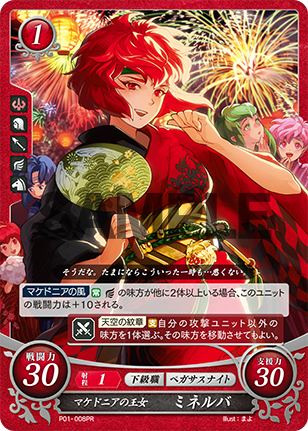 1
SAMPLE
そうだな。たまにならこういった一時も…悪くない。
マケドニアの風 常 の味方が他に2体以上いる場合、このユニット
の戦闘力は+10される。
天空の紋章 支 自分の攻撃ユニット以外の
味方を1体選ぶ。その味方を移動させてもよい。
戦闘力
30
射程 1 下級職 ペガサスナイト
支援力
30
マケドニアの王女 ミネルバ
P01-008PR
Illust:まよ